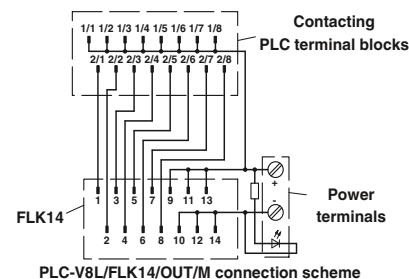 Contacting
PLC terminal blocks
1/1 1/2 1/3 1/4 1/5 1/6 1/7 1/8
2/1 2/2 2/3 2/4 2/5 2/6 2/7 2/8
FLK14
1 3 5 7 9 11 13
2 4 6 8 10 12 14
+
-
Power
terminals
PLC-V8L/FLK14/OUT/M connection scheme